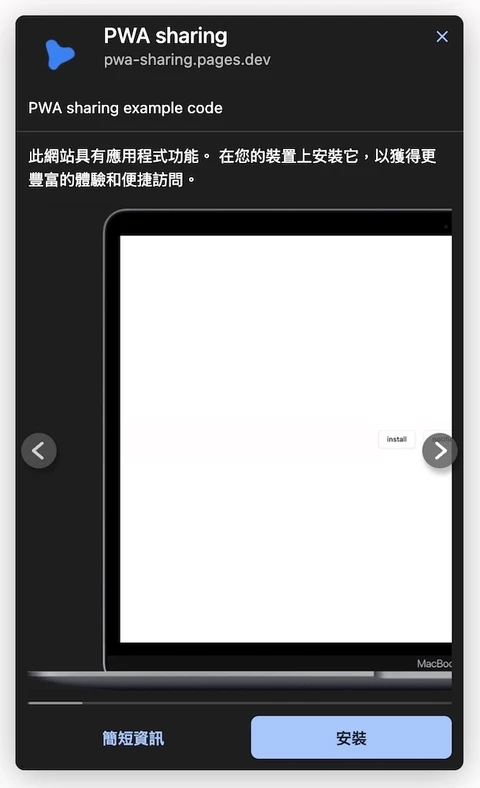 PWA sharing
pwa-sharing.pages.dev
PWA sharing example code
此網站具有應用程式功能。 在您的裝置上安裝它，以獲得更
豐富的體驗和便捷訪問。
install
MacBoo
簡短資訊
安裝